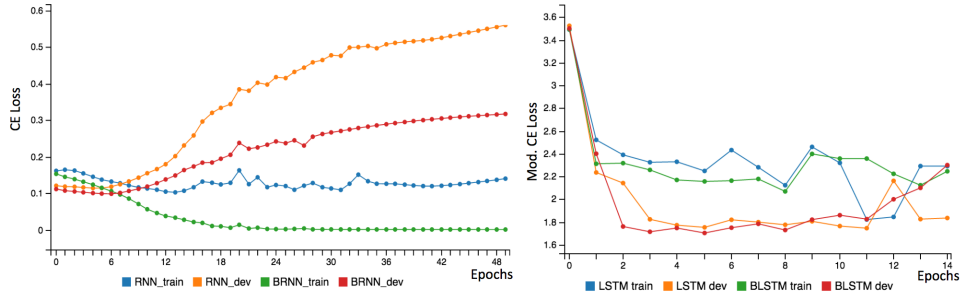 CE Loss
0.6
0.5
0.4
0.3
0.2
0.1
0
0 6 12 18 24 30 36 42 48
Epochs
RNN_train RNN_dev BRNN_train BRNN_dev
Mod. CE Loss
3.6
3.4
3.2
3.0
2.8
2.6
2.4
2.2
2.0
1.8
1.6
0 2 4 6 8 10 12 14
Epochs
LSTM train LSTM dev BLSTM train BLSTM dev